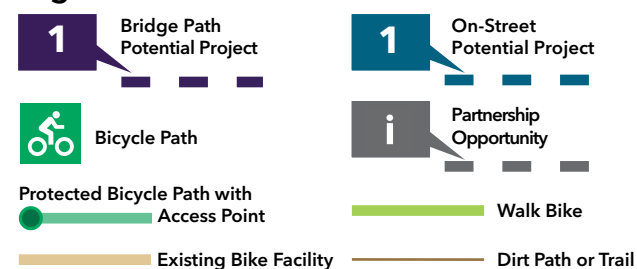 1
Bridge Path
Potential Project
1
On-Street
Potential Project
Bicycle Path
i
Partnership
Opportunity
Protected Bicycle Path with
Access Point
Walk Bike
Existing Bike Facility
Dirt Path or Trail